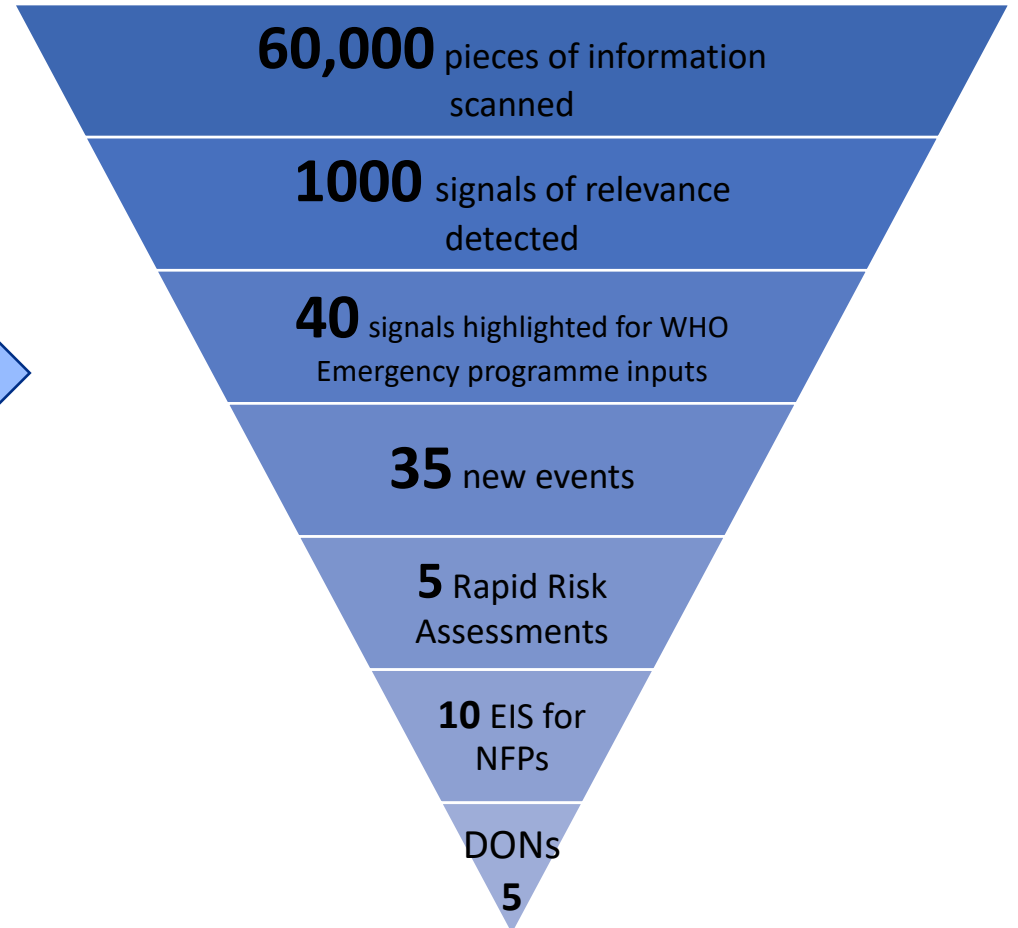 60,000 pieces of information
scanned
1000 signals of relevance
detected
40 signals highlighted for WHO
Emergency programme inputs
35 new events
5 Rapid Risk
Assessments
10 EIS for
NFPs
DONs
5